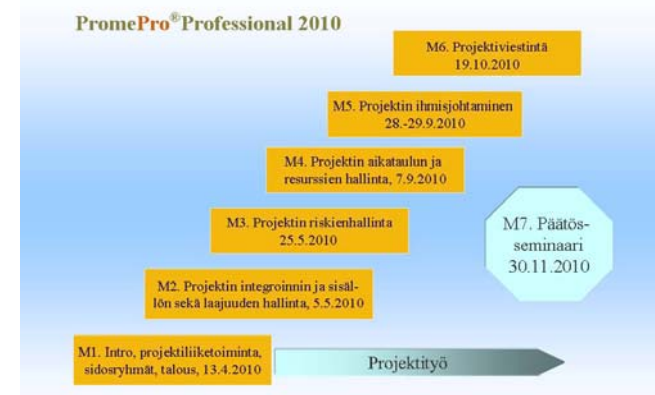 PromePro®Professional 2010
M6. Projektiviestintä
19.10.2010
M5. Projektin ihmisjohtaminen
28.-29.9.2010
M4. Projektin aikataulun ja
resurssien hallinta, 7.9.2010
M3. Projektin riskienhallinta
25.5.2010
M7. Päätös-
seminaari
30.11.2010
M2. Projektin integroinnin ja sisäl-
lön sekä laajuuden hallinta, 5.5.2010
M1. Intro, projektiliiketoiminta,
sidosryhmät, talous, 13.4.2010
Projektityö